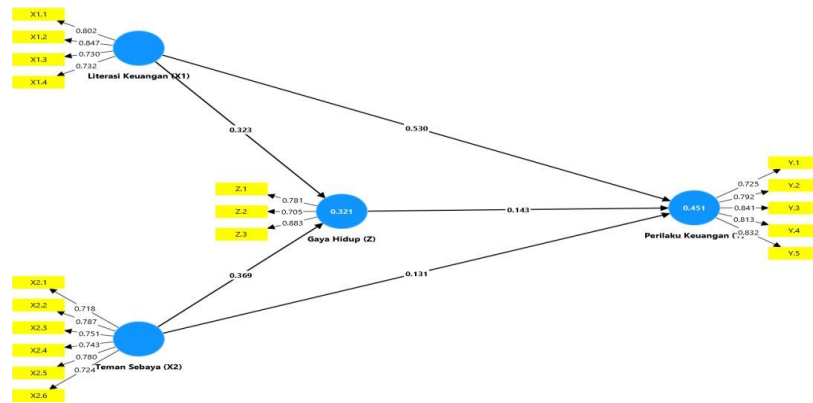 X1.1
0.802
X1.2
0.847
X1.3
0.730
X1.4
0.732
Literasi Keuangan (X1)
0.323
0.530
Z.1
0.781
Z.2
0.705
Z.3
0.883
0.321
Gaya Hidup (Z)
0.143
Y.1
0.725
Y.2
0.792
Y.3
0.841
Y.4
0.813
Y.5
0.832
0.451
Perilaku Keuangan
0.369
0.131
X2.1
0.718
X2.2
0.787
X2.3
0.751
X2.4
0.743
X2.5
0.780
X2.6
0.724
Teman Sebaya (X2)